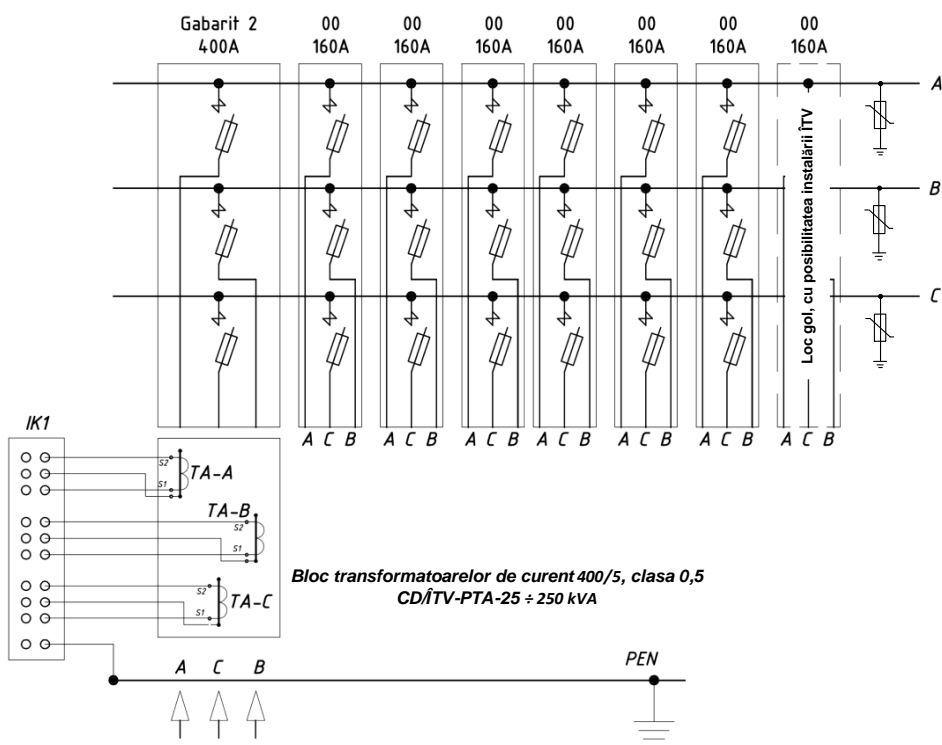 Gabarit 2 00 00 00 00 00 00 00
400A 160A 160A 160A 160A 160A 160A 160A
A
B
C
Loc gol, cu posibilitatea instalării ÎTV
A C B A C B A C B A C B A C B A C B A C B
IK1
S2
TA-A
S1
TA-B
S2
S1
S2
TA-C
S1
Bloc transformatoarelor de curent 400/5, clasa 0,5
CD/ÎTV-PTA-25 ÷ 250 kVA
A C B
PEN